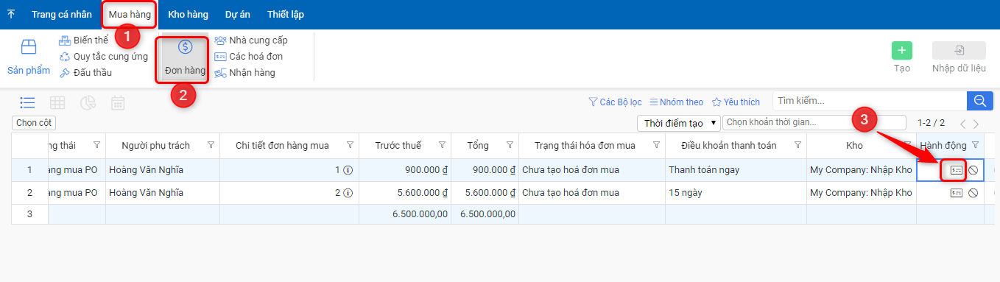 Trang cá nhân Mua hàng Kho hàng Dự án Thiết lập
1
Sản phẩm
Biến thể
Quy tắc cung ứng
Đấu thầu
Đơn hàng
2
Nhà cung cấp
Các hoá đơn
Nhận hàng
Tạo
Nhập dữ liệu
Các Bộ lọc Nhóm theo Yêu thích Tìm kiếm...
Chọn cột Thời điểm tạo Chọn khoản thời gian... 3 1-2 / 2
ng thái Người phụ trách Chi tiết đơn hàng mua Trước thuế Tổng Trạng thái hóa đơn mua Điều khoản thanh toán Kho Hành động
1 ang mua PO Hoàng Văn Nghĩa 1 900.000 ₫ 900.000 ₫ Chưa tạo hoá đơn mua Thanh toán ngay My Company: Nhập Kho
2 ang mua PO Hoàng Văn Nghĩa 2 5.600.000 ₫ 5.600.000 ₫ Chưa tạo hoá đơn mua 15 ngày My Company: Nhập Kho
3 6.500.000,00 6.500.000,00